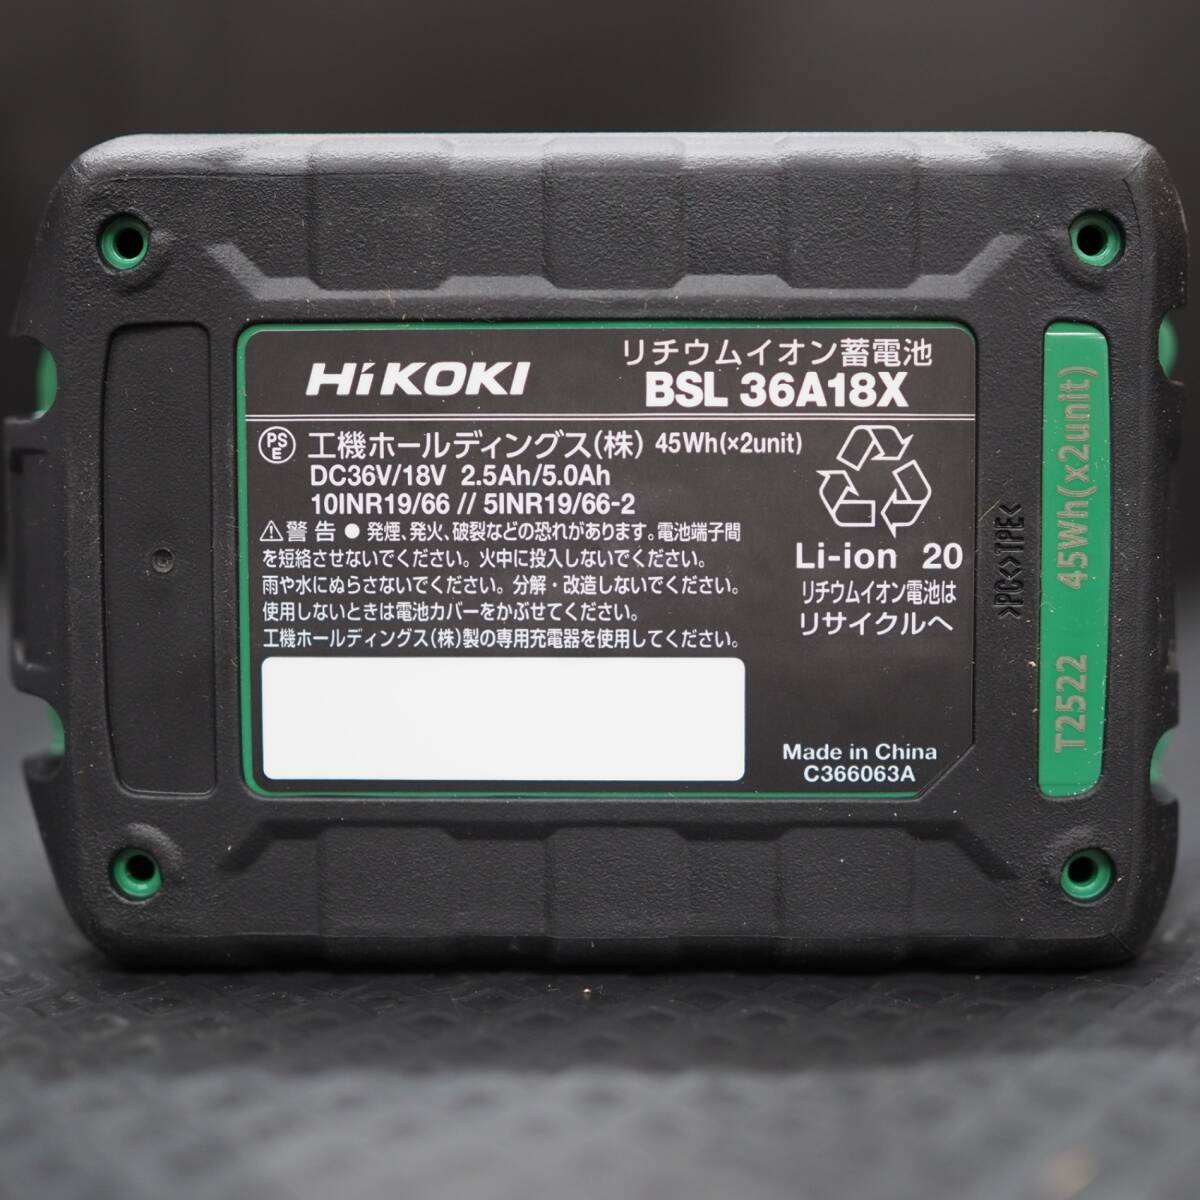 HiKOKI
リチウムイオン蓄電池
BSL 36A18X
PS
E
工機ホールディングス(株) 45Wh(×2unit)
DC36V/18V 2.5Ah/5.0Ah
10INR19/66 // 5INR19/66-2
⚠警告 ● 発煙、発火、破裂などの恐れがあります。電池端子間
を短絡させないでください。火中に投入しないでください。
雨や水にぬらさないでください。分解・改造しないでください。
使用しないときは電池カバーをかぶせてください。
工機ホールディングス(株)製の専用充電器を使用してください。
Li-ion 20
リチウムイオン電池は
リサイクルへ
Made in China
C366063A
>PC<>TPE<
T2522 45Wh(x2unit)